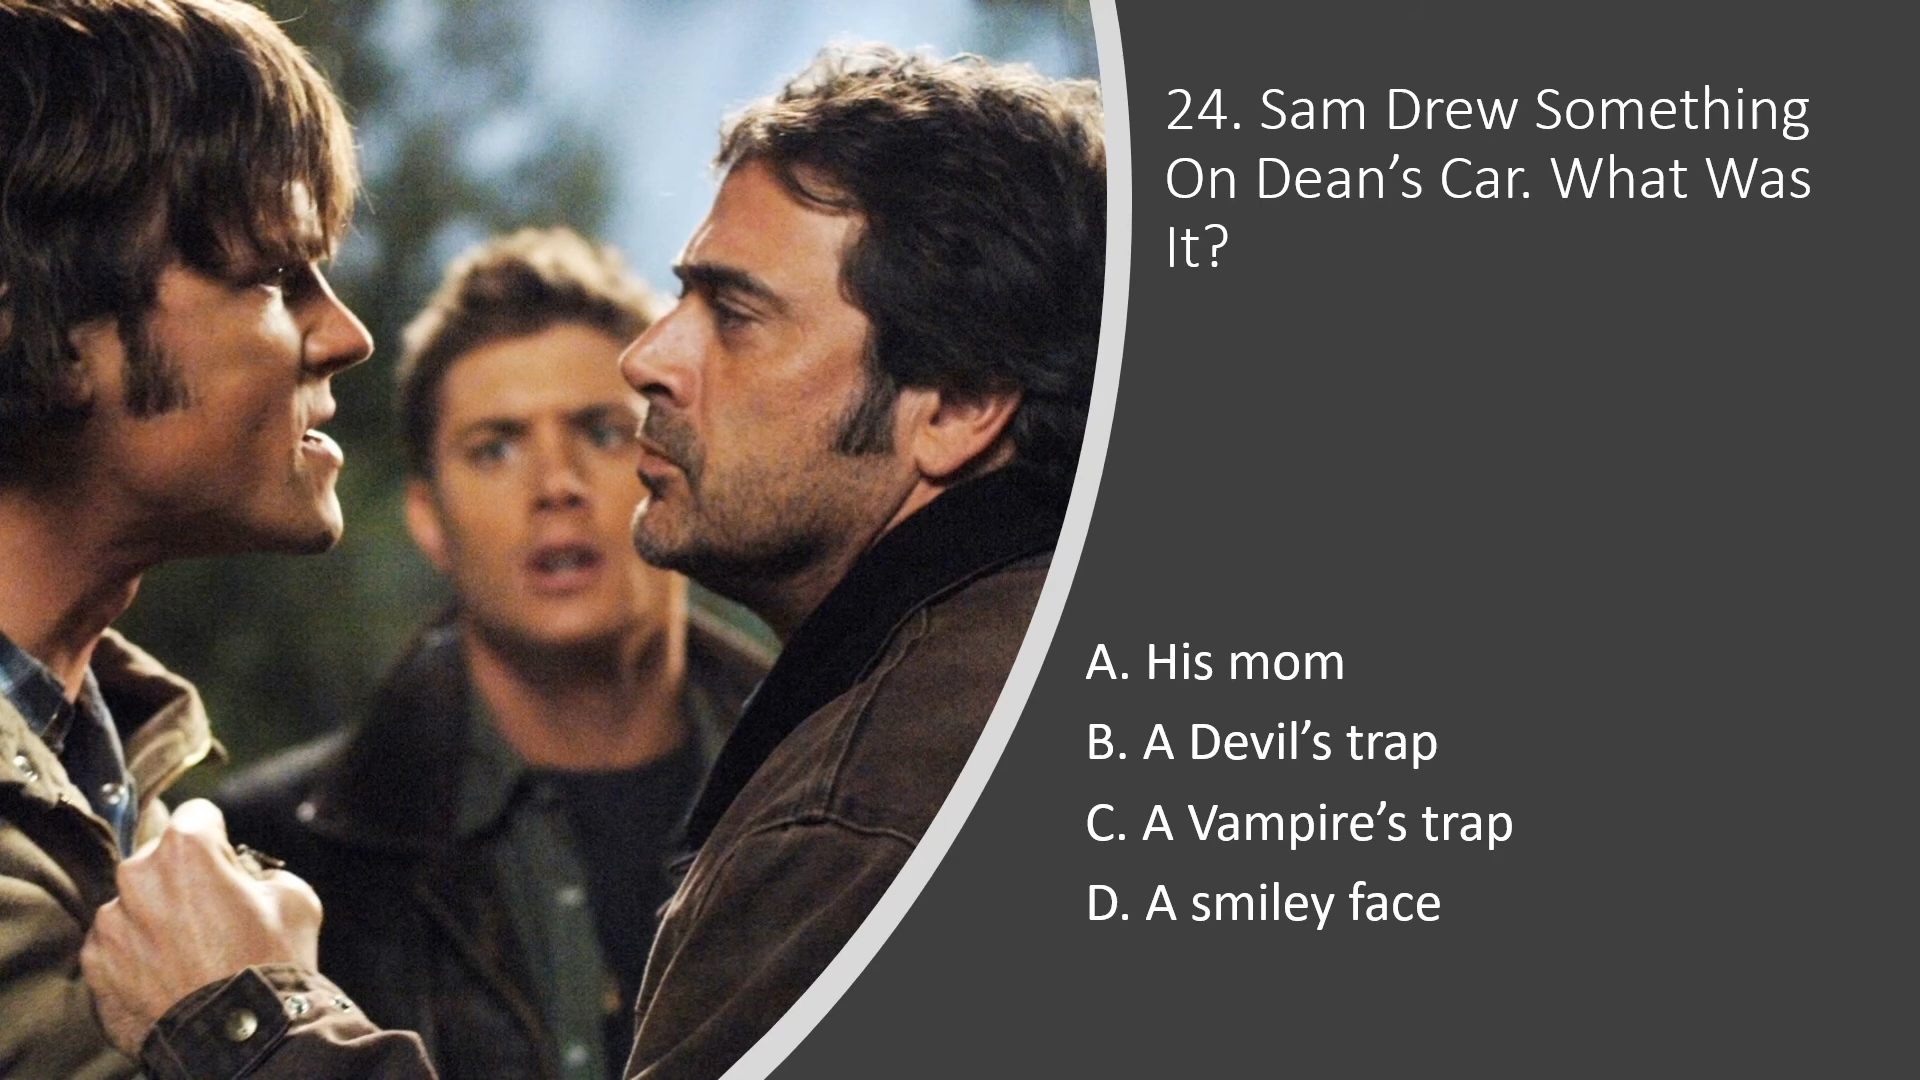 24. Sam Drew Something
On Dean’s Car. What Was
It?
A. His mom
B. A Devil’s trap
C. A Vampire’s trap
D. A smiley face